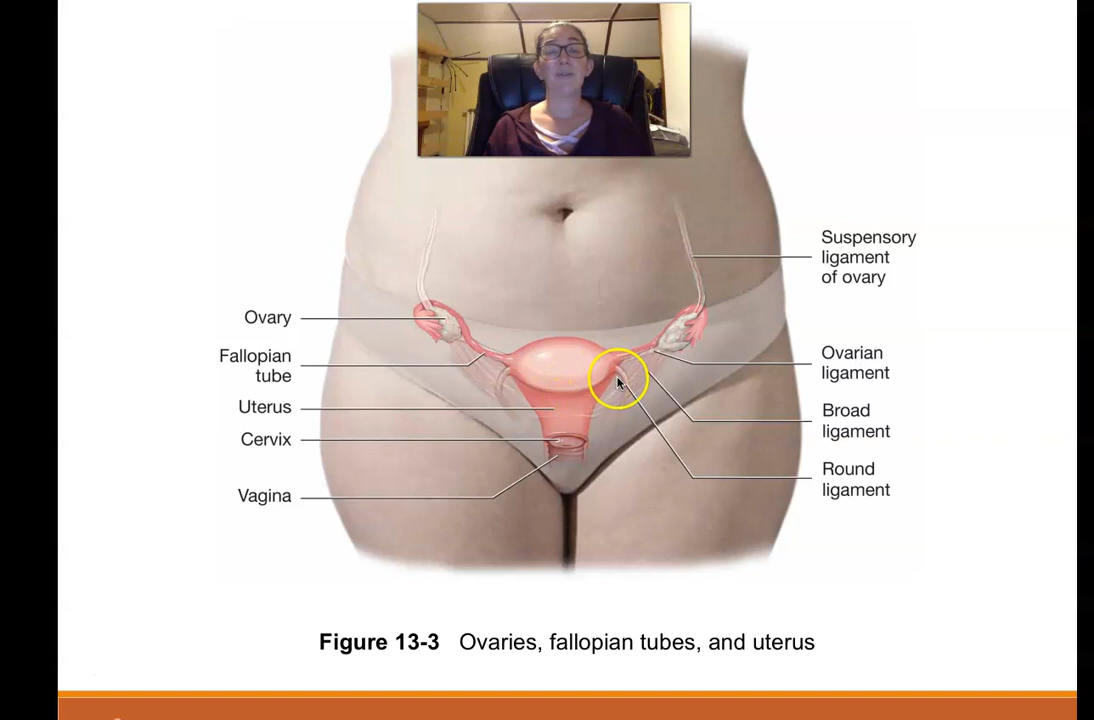 Suspensory
ligament
of ovary
Ovary
Fallopian
tube
Ovarian
ligament
Uterus
Broad
ligament
Cervix
Round
ligament
Vagina
Figure 13-3 Ovaries, fallopian tubes, and uterus